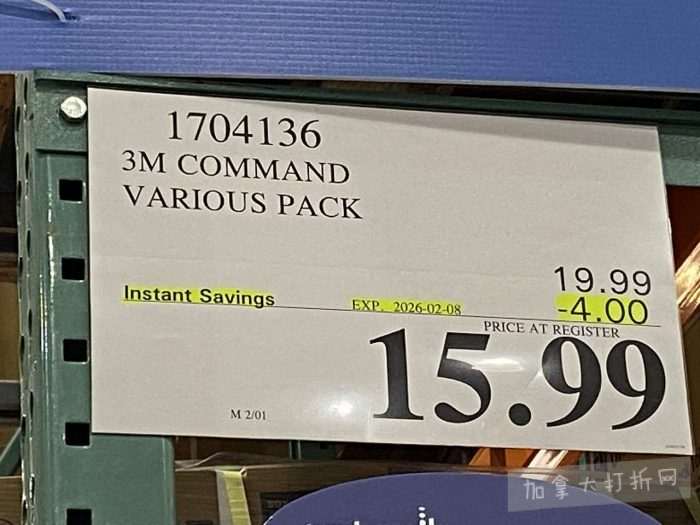 1704136
3M COMMAND
VARIOUS PACK
19.99
Instant Savings EXP. 2026-02-08 -4.00
PRICE AT REGISTER
15.99
M 2/01
加拿大打折网